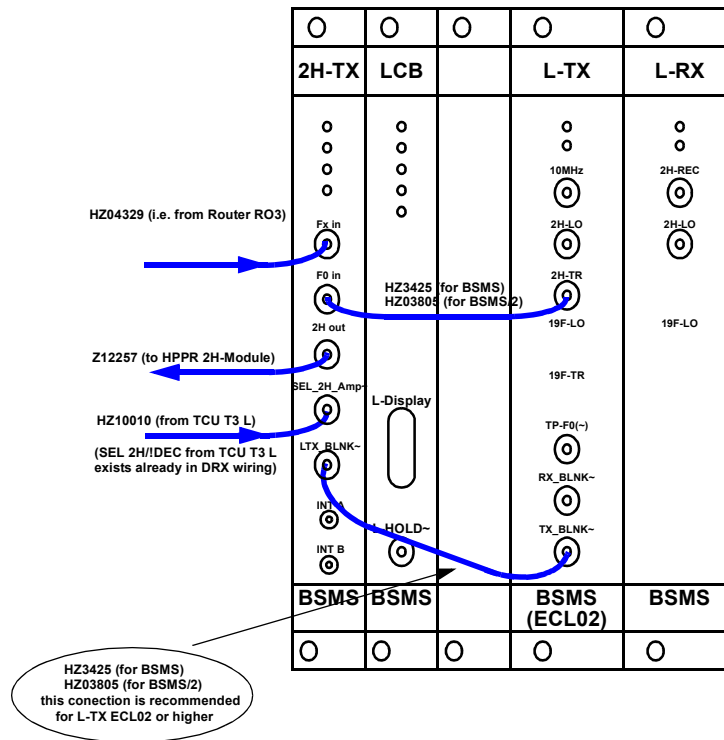 2H-TX LCB L-TX L-RX
10MHz 2H-REC
HZ04329 (i.e. from Router RO3)
Fx in 2H-LO 2H-LO
F0 in 2H-TR
HZ3425 (for BSMS)
HZ03805 (for BSMS/2)
2H out 19F-LO 19F-LO
Z12257 (to HPPR 2H-Module)
19F-TR
SEL_2H_Amp~
L-Display
HZ10010 (from TCU T3 L)
TP-F0(~)
(SEL 2H/!DEC from TCU T3 L
exists already in DRX wiring)
LTX_BLNK~
RX_BLNK~
INT A
L-HOLD~ TX_BLNK~
INT B
BSMS BSMS BSMS BSMS
(ECL02)
HZ3425 (for BSMS)
HZ03805 (for BSMS/2)
this conection is recommended
for L-TX ECL02 or higher